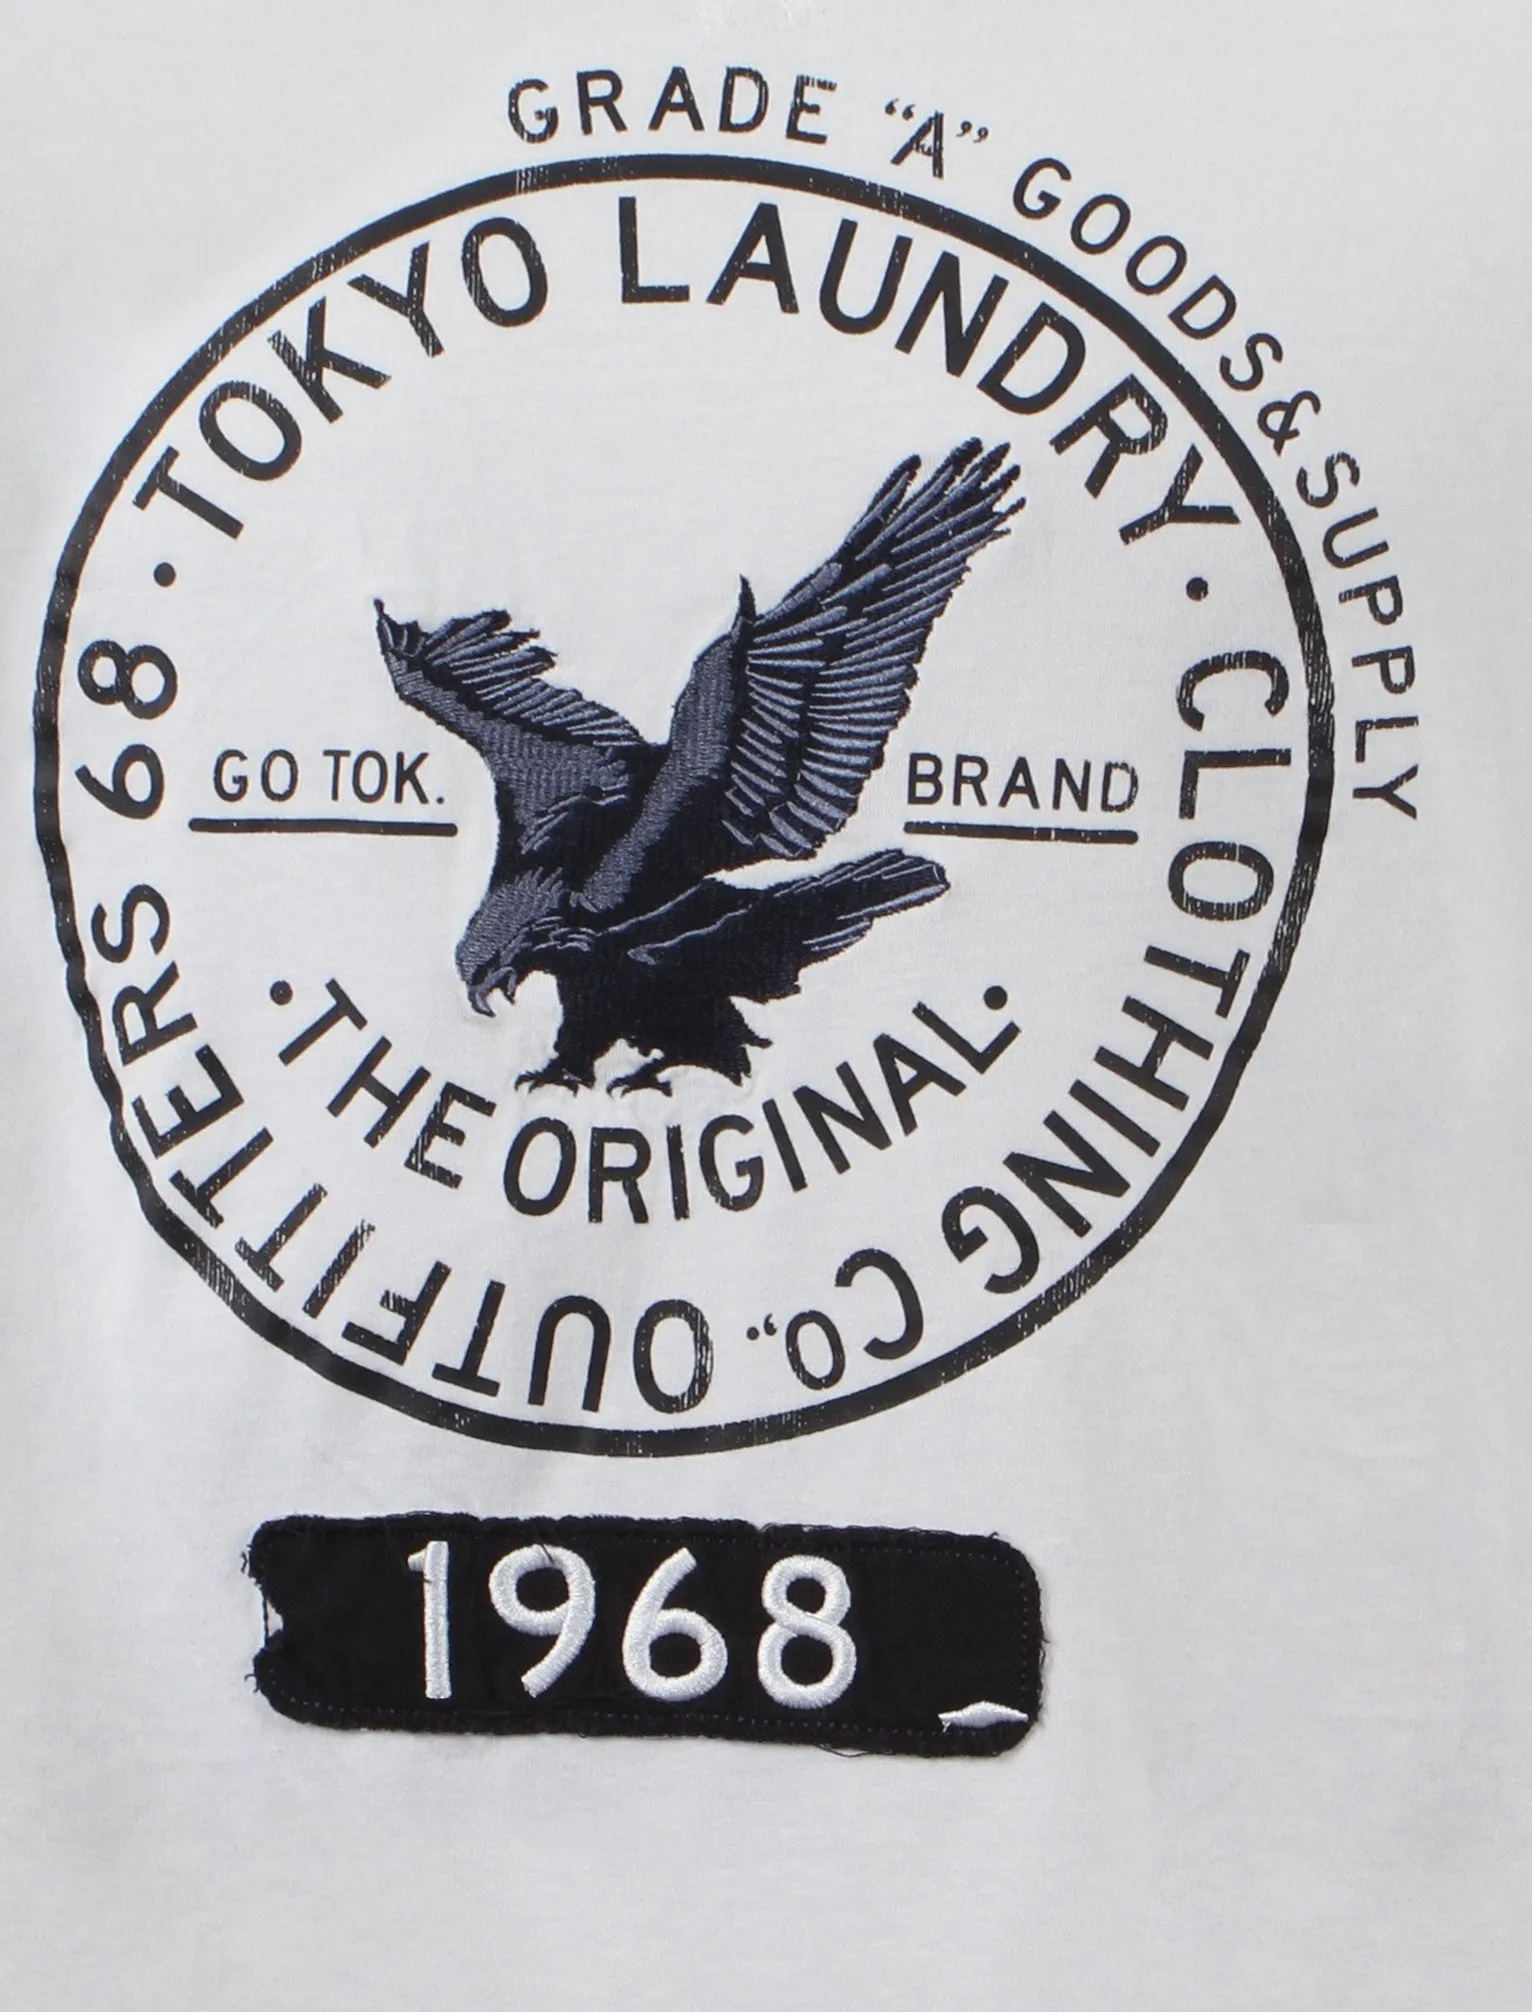 GRADE “A” GOODS & SUPPLY
TOKYO LAUNDRY · CLOTHING Co,. OUTFITTERS 68 ·
GO TOK. BRAND
· THE ORIGINAL ·
1968